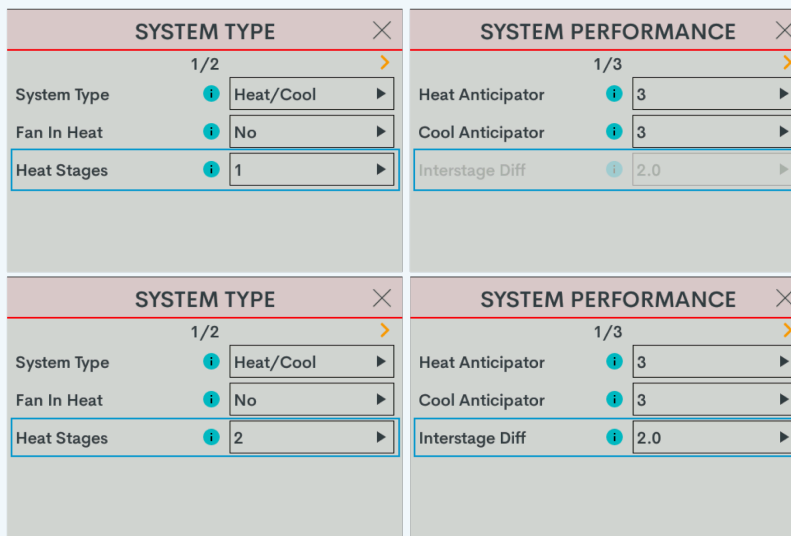 SYSTEM TYPE
1/2
System Type i Heat/Cool
Fan In Heat i No
Heat Stages i 1
SYSTEM PERFORMANCE
1/3
Heat Anticipator i 3
Cool Anticipator i 3
Interstage Diff i 2.0
SYSTEM TYPE
1/2
System Type i Heat/Cool
Fan In Heat i No
Heat Stages i 2
SYSTEM PERFORMANCE
1/3
Heat Anticipator i 3
Cool Anticipator i 3
Interstage Diff i 2.0